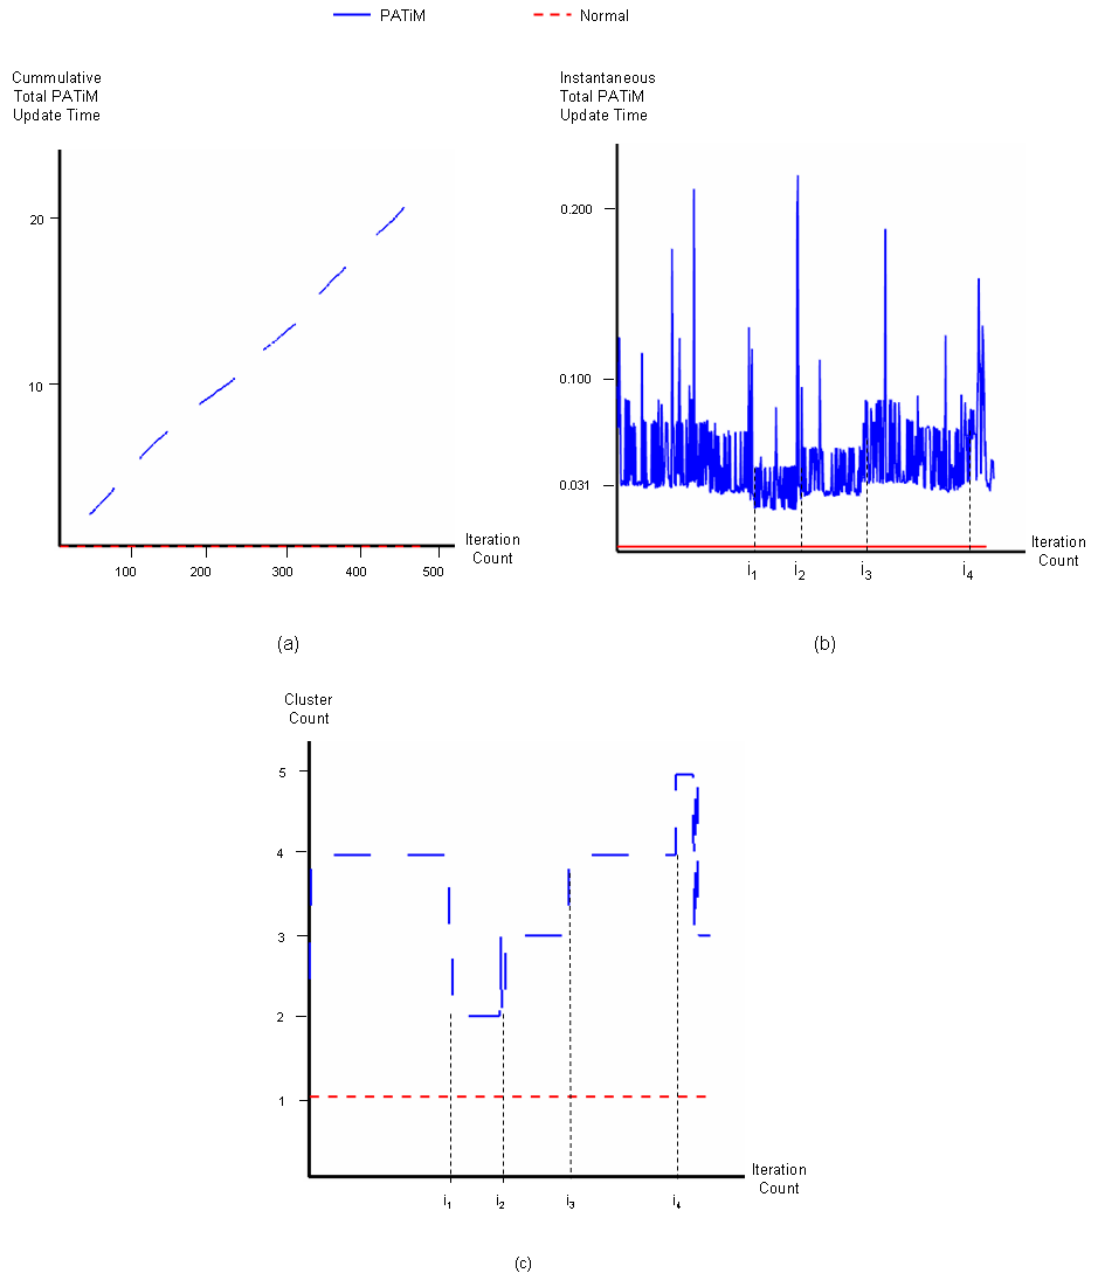 PATiM
Normal
Cummulative
Total PATiM
Update Time
20
10
Iteration
Count
100
200
300
400
500
(a)
Instantaneous
Total PATiM
Update Time
0.200
0.100
0.031
Iteration
Count
i1
i2
i3
i4
(b)
Cluster
Count
5
4
3
2
1
Iteration
Count
i1
i2
i3
i4
(c)